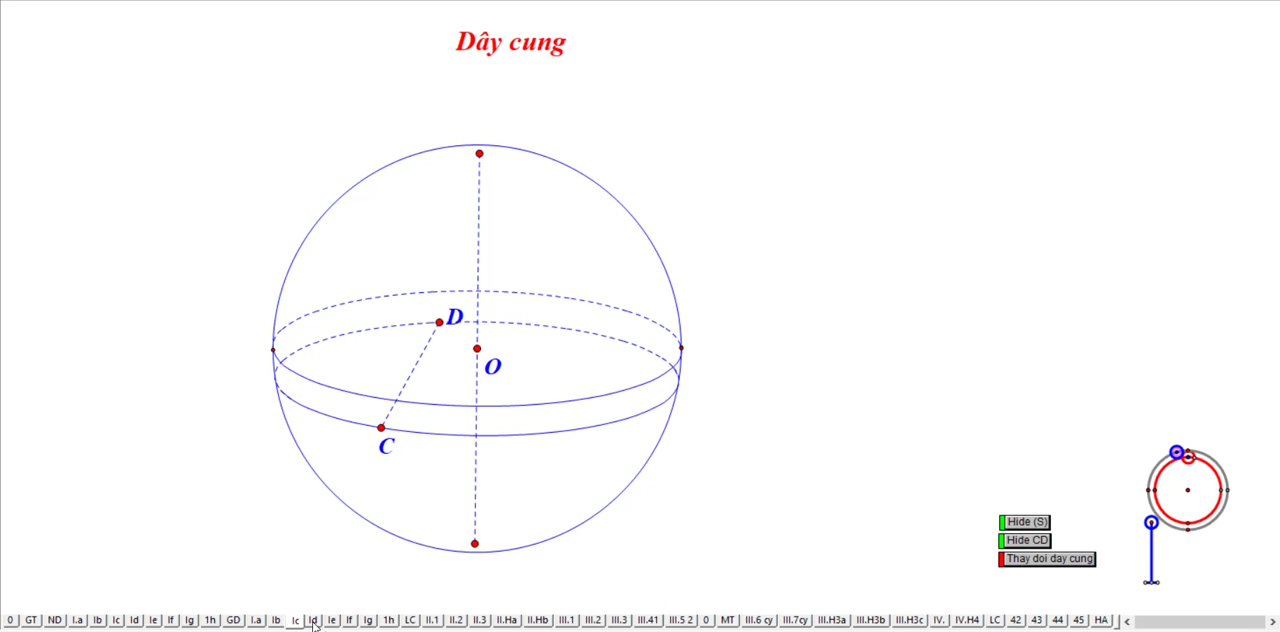 Dây cung
D
O
C
Hide (S)
Hide CD
Thay doi day cung
0 GT ND I.a Ib Ic Id Ie If Ig 1h GD I.a Ib Ic Id Ie If Ig 1h LC II.1 II.2 II.3 II.Ha II.Hb III.1 III.2 III.3 III.41 III.5 2 0 MT III.6 cy III.7cy III.H3a III.H3b III.H3c IV. IV.H4 LC 42 43 44 45 HA